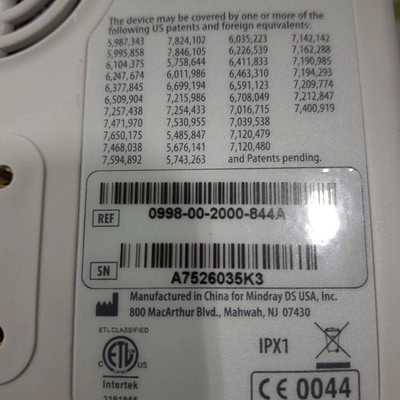 The device may be covered by one or more of the
following US patents and foreign equivalents:
5,987,343 7,824,102 6,035,223 7,142,142
5,995,858 7,846,105 6,226,539 7,162,288
6,104,375 5,758,644 6,411,833 7,190,985
6,247,674 6,011,986 6,463,310 7,194,293
6,377,845 6,699,194 6,591,123 7,209,774
6,509,904 7,215,986 6,708,049 7,212,847
7,257,438 7,254,433 7,016,715 7,400,919
7,471,970 7,530,955 7,039,538
7,650,175 5,485,847 7,120,479
7,468,038 5,676,141 7,120,480
7,594,892 5,743,263 and Patents pending.
REF 0998-00-2000-844A
SN A7526035K3
Manufactured in China for Mindray DS USA, Inc.
800 MacArthur Blvd., Mahwah, NJ 07430
ETL CLASSIFIED
C ETL US
Intertek
IPX1
CE 0044